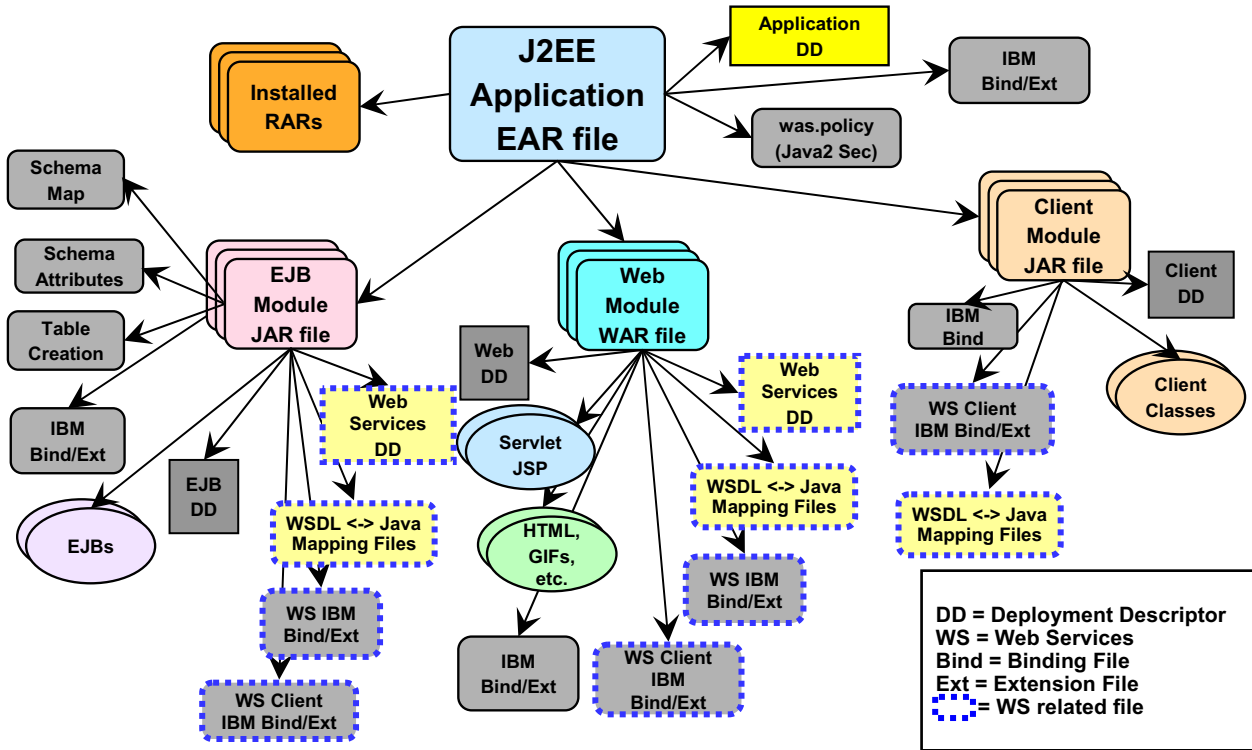 J2EE
Application
EAR file
Application
DD
IBM
Bind/Ext
Installed
RARs
was.policy
(Java2 Sec)
Schema
Map
Schema
Attributes
Table
Creation
IBM
Bind/Ext
EJB
Module
JAR file
Web
Module
WAR file
Client
Module
JAR file
Client
DD
IBM
Bind
Web
DD
Web
Services
DD
Web
Services
DD
WS Client
IBM Bind/Ext
Client
Classes
Servlet
JSP
EJB
DD
EJBs
WSDL <-> Java
Mapping Files
HTML,
GIFs,
etc.
WSDL <-> Java
Mapping Files
WSDL <-> Java
Mapping Files
WS IBM
Bind/Ext
WS IBM
Bind/Ext
WS Client
IBM Bind/Ext
IBM
Bind/Ext
WS Client
IBM
Bind/Ext
DD = Deployment Descriptor
WS = Web Services
Bind = Binding File
Ext = Extension File
= WS related file